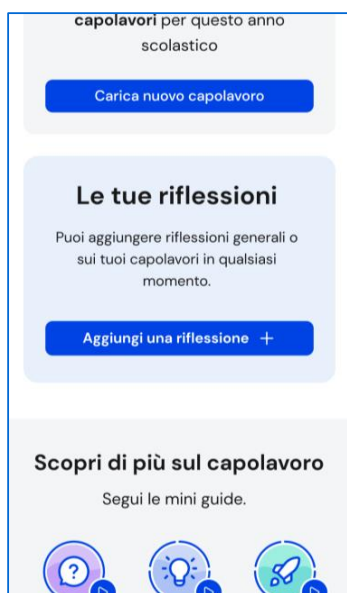 capolavori per questo anno
scolastico
Carica nuovo capolavoro
Le tue riflessioni
Puoi aggiungere riflessioni generali o
sui tuoi capolavori in qualsiasi
momento.
Aggiungi una riflessione +
Scopri di più sul capolavoro
Segui le mini guide.
?